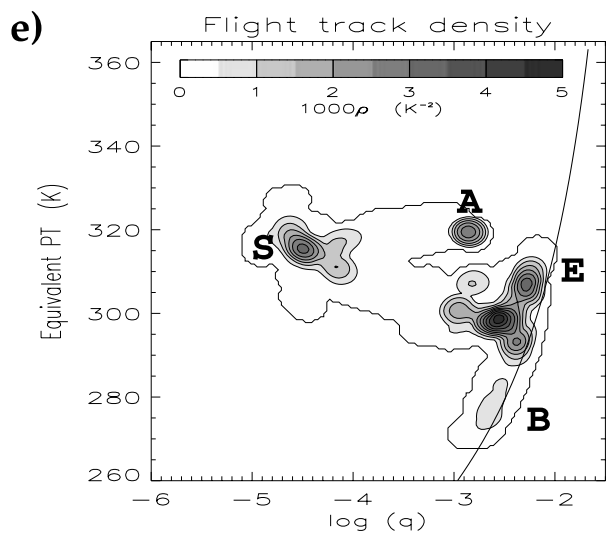 e)
Flight track density
0 1 2 3 4 5
1000ρ (K⁻²)
360
340
320
300
280
260
Equivalent PT (K)
A
S
E
B
−6 −5 −4 −3 −2
log (q)